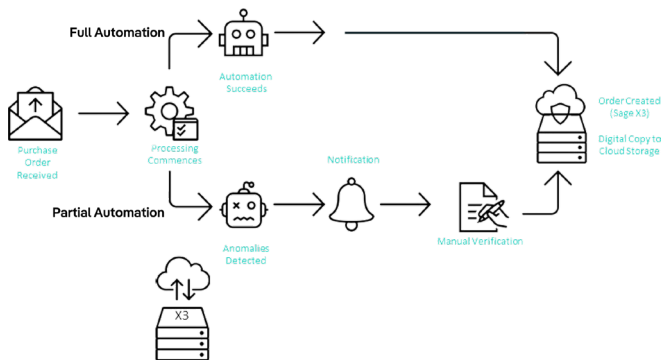 Full Automation
Automation
Succeeds
Order Created
(Sage X3)
Digital Copy to
Cloud Storage
Purchase
Order
Received
Processing
Commences
Notification
Partial Automation
Anomalies
Detected
Manual Verification
X3